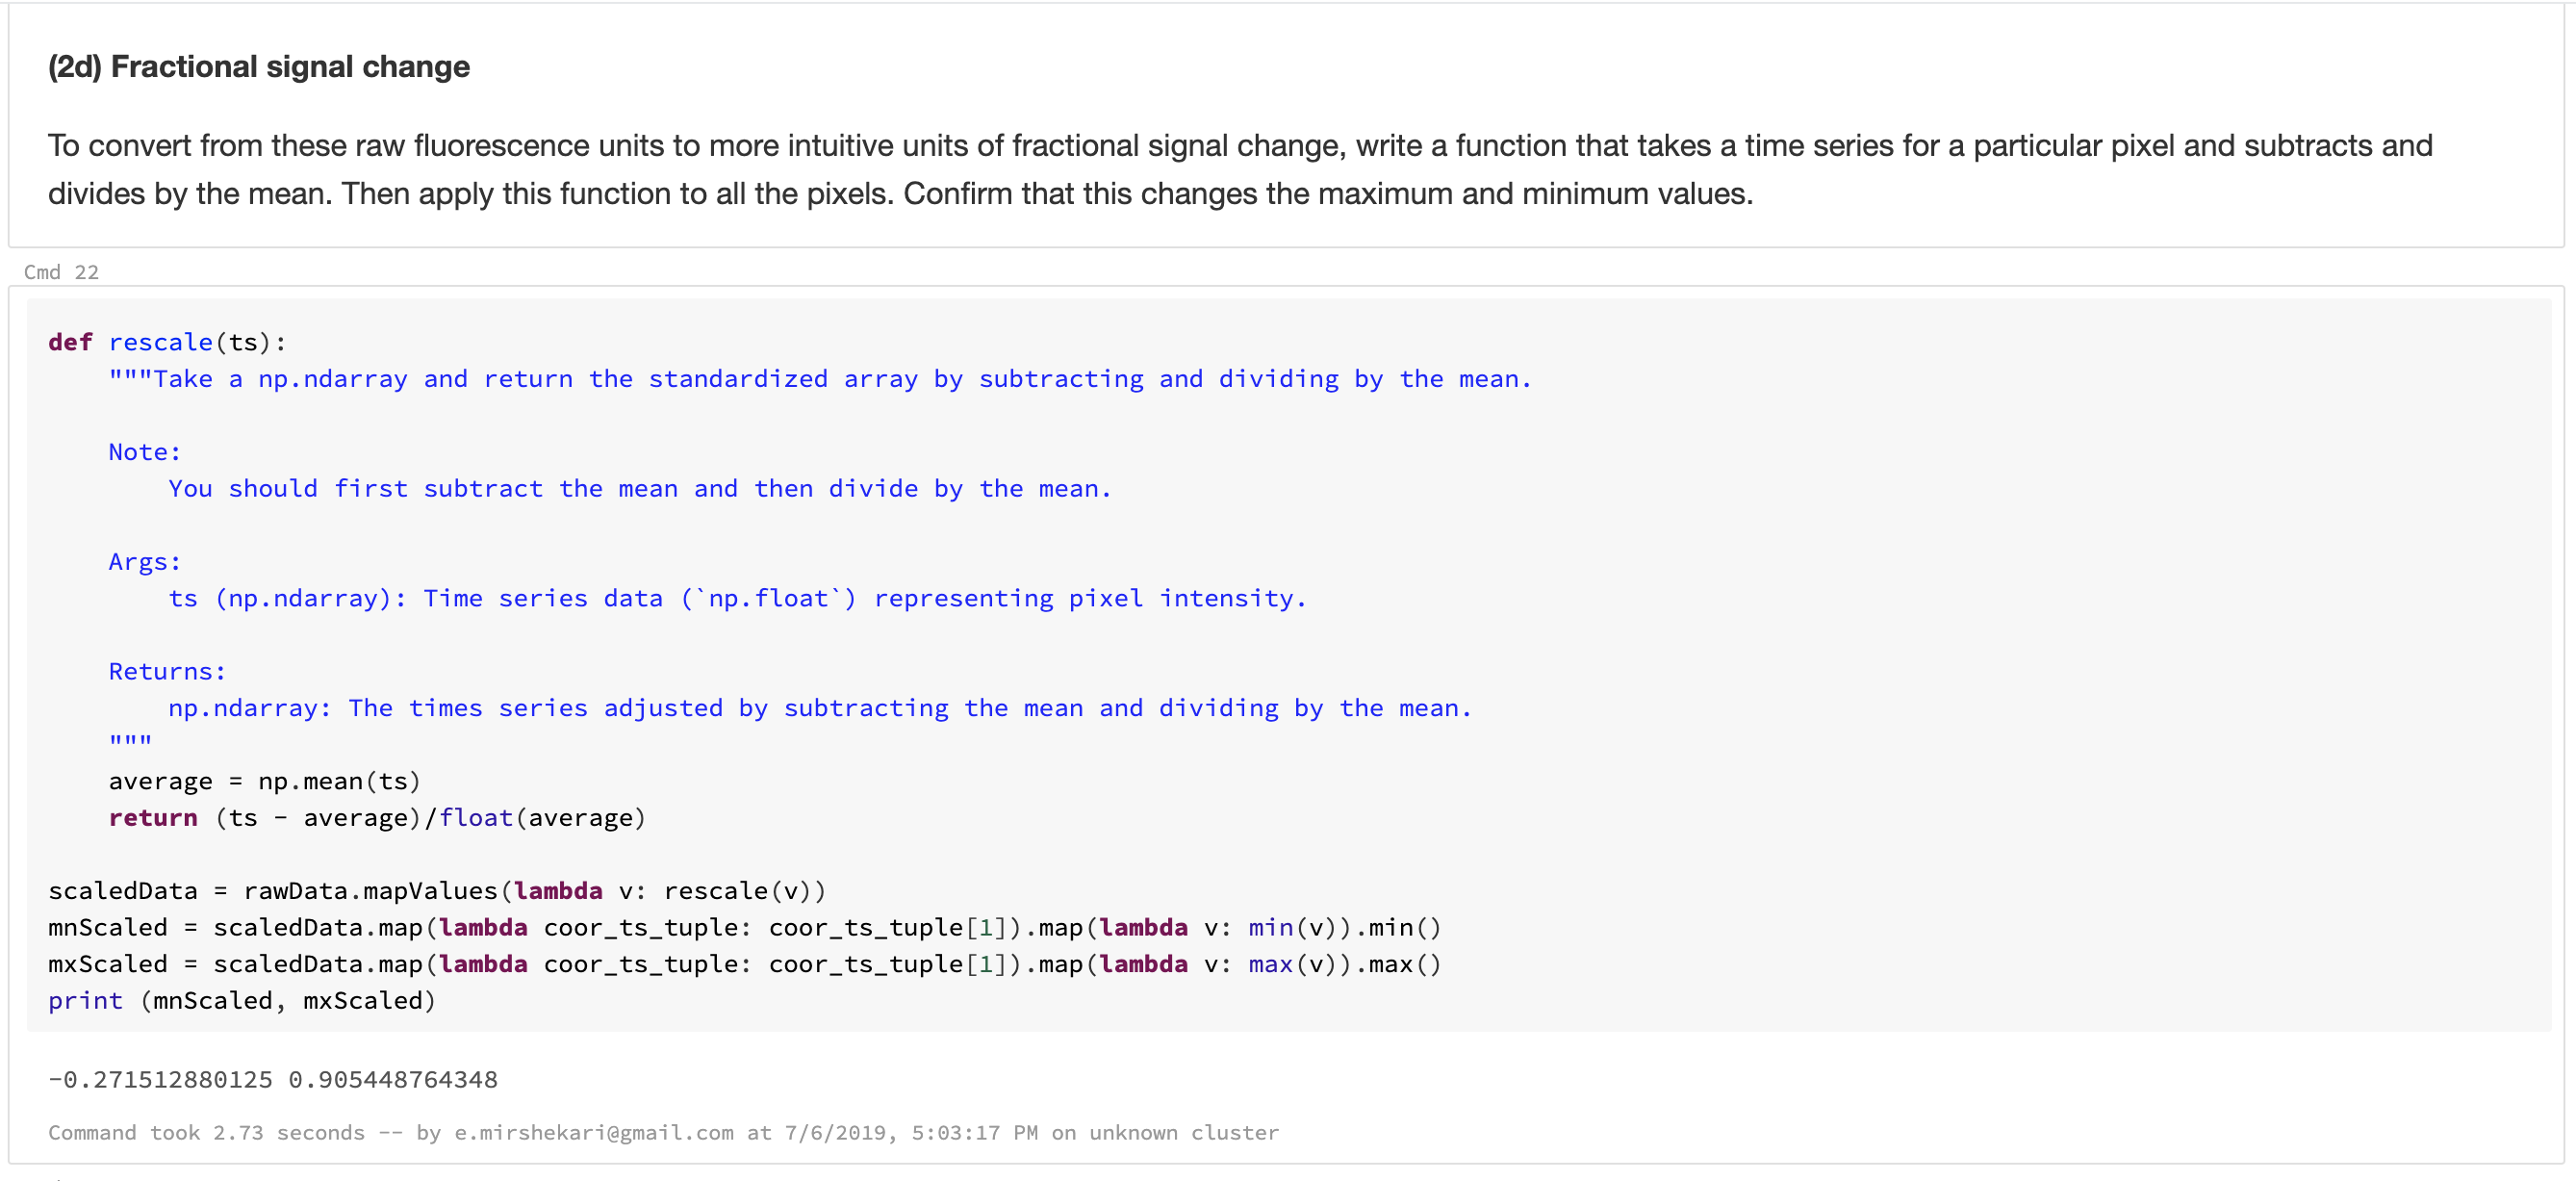 (2d) Fractional signal change
To convert from these raw fluorescence units to more intuitive units of fractional signal change, write a function that takes a time series for a particular pixel and subtracts and
divides by the mean. Then apply this function to all the pixels. Confirm that this changes the maximum and minimum values.
Cmd 22
def rescale(ts):
    """Take a np.ndarray and return the standardized array by subtracting and dividing by the mean.
    Note:
        You should first subtract the mean and then divide by the mean.
    Args:
        ts (np.ndarray): Time series data (`np.float`) representing pixel intensity.
    Returns:
        np.ndarray: The times series adjusted by subtracting the mean and dividing by the mean.
    """
    average = np.mean(ts)
    return (ts - average)/float(average)
scaledData = rawData.mapValues(lambda v: rescale(v))
mnScaled = scaledData.map(lambda coor_ts_tuple: coor_ts_tuple[1]).map(lambda v: min(v)).min()
mxScaled = scaledData.map(lambda coor_ts_tuple: coor_ts_tuple[1]).map(lambda v: max(v)).max()
print (mnScaled, mxScaled)
-0.271512880125 0.905448764348
Command took 2.73 seconds -- by e.mirshekari@gmail.com at 7/6/2019, 5:03:17 PM on unknown cluster